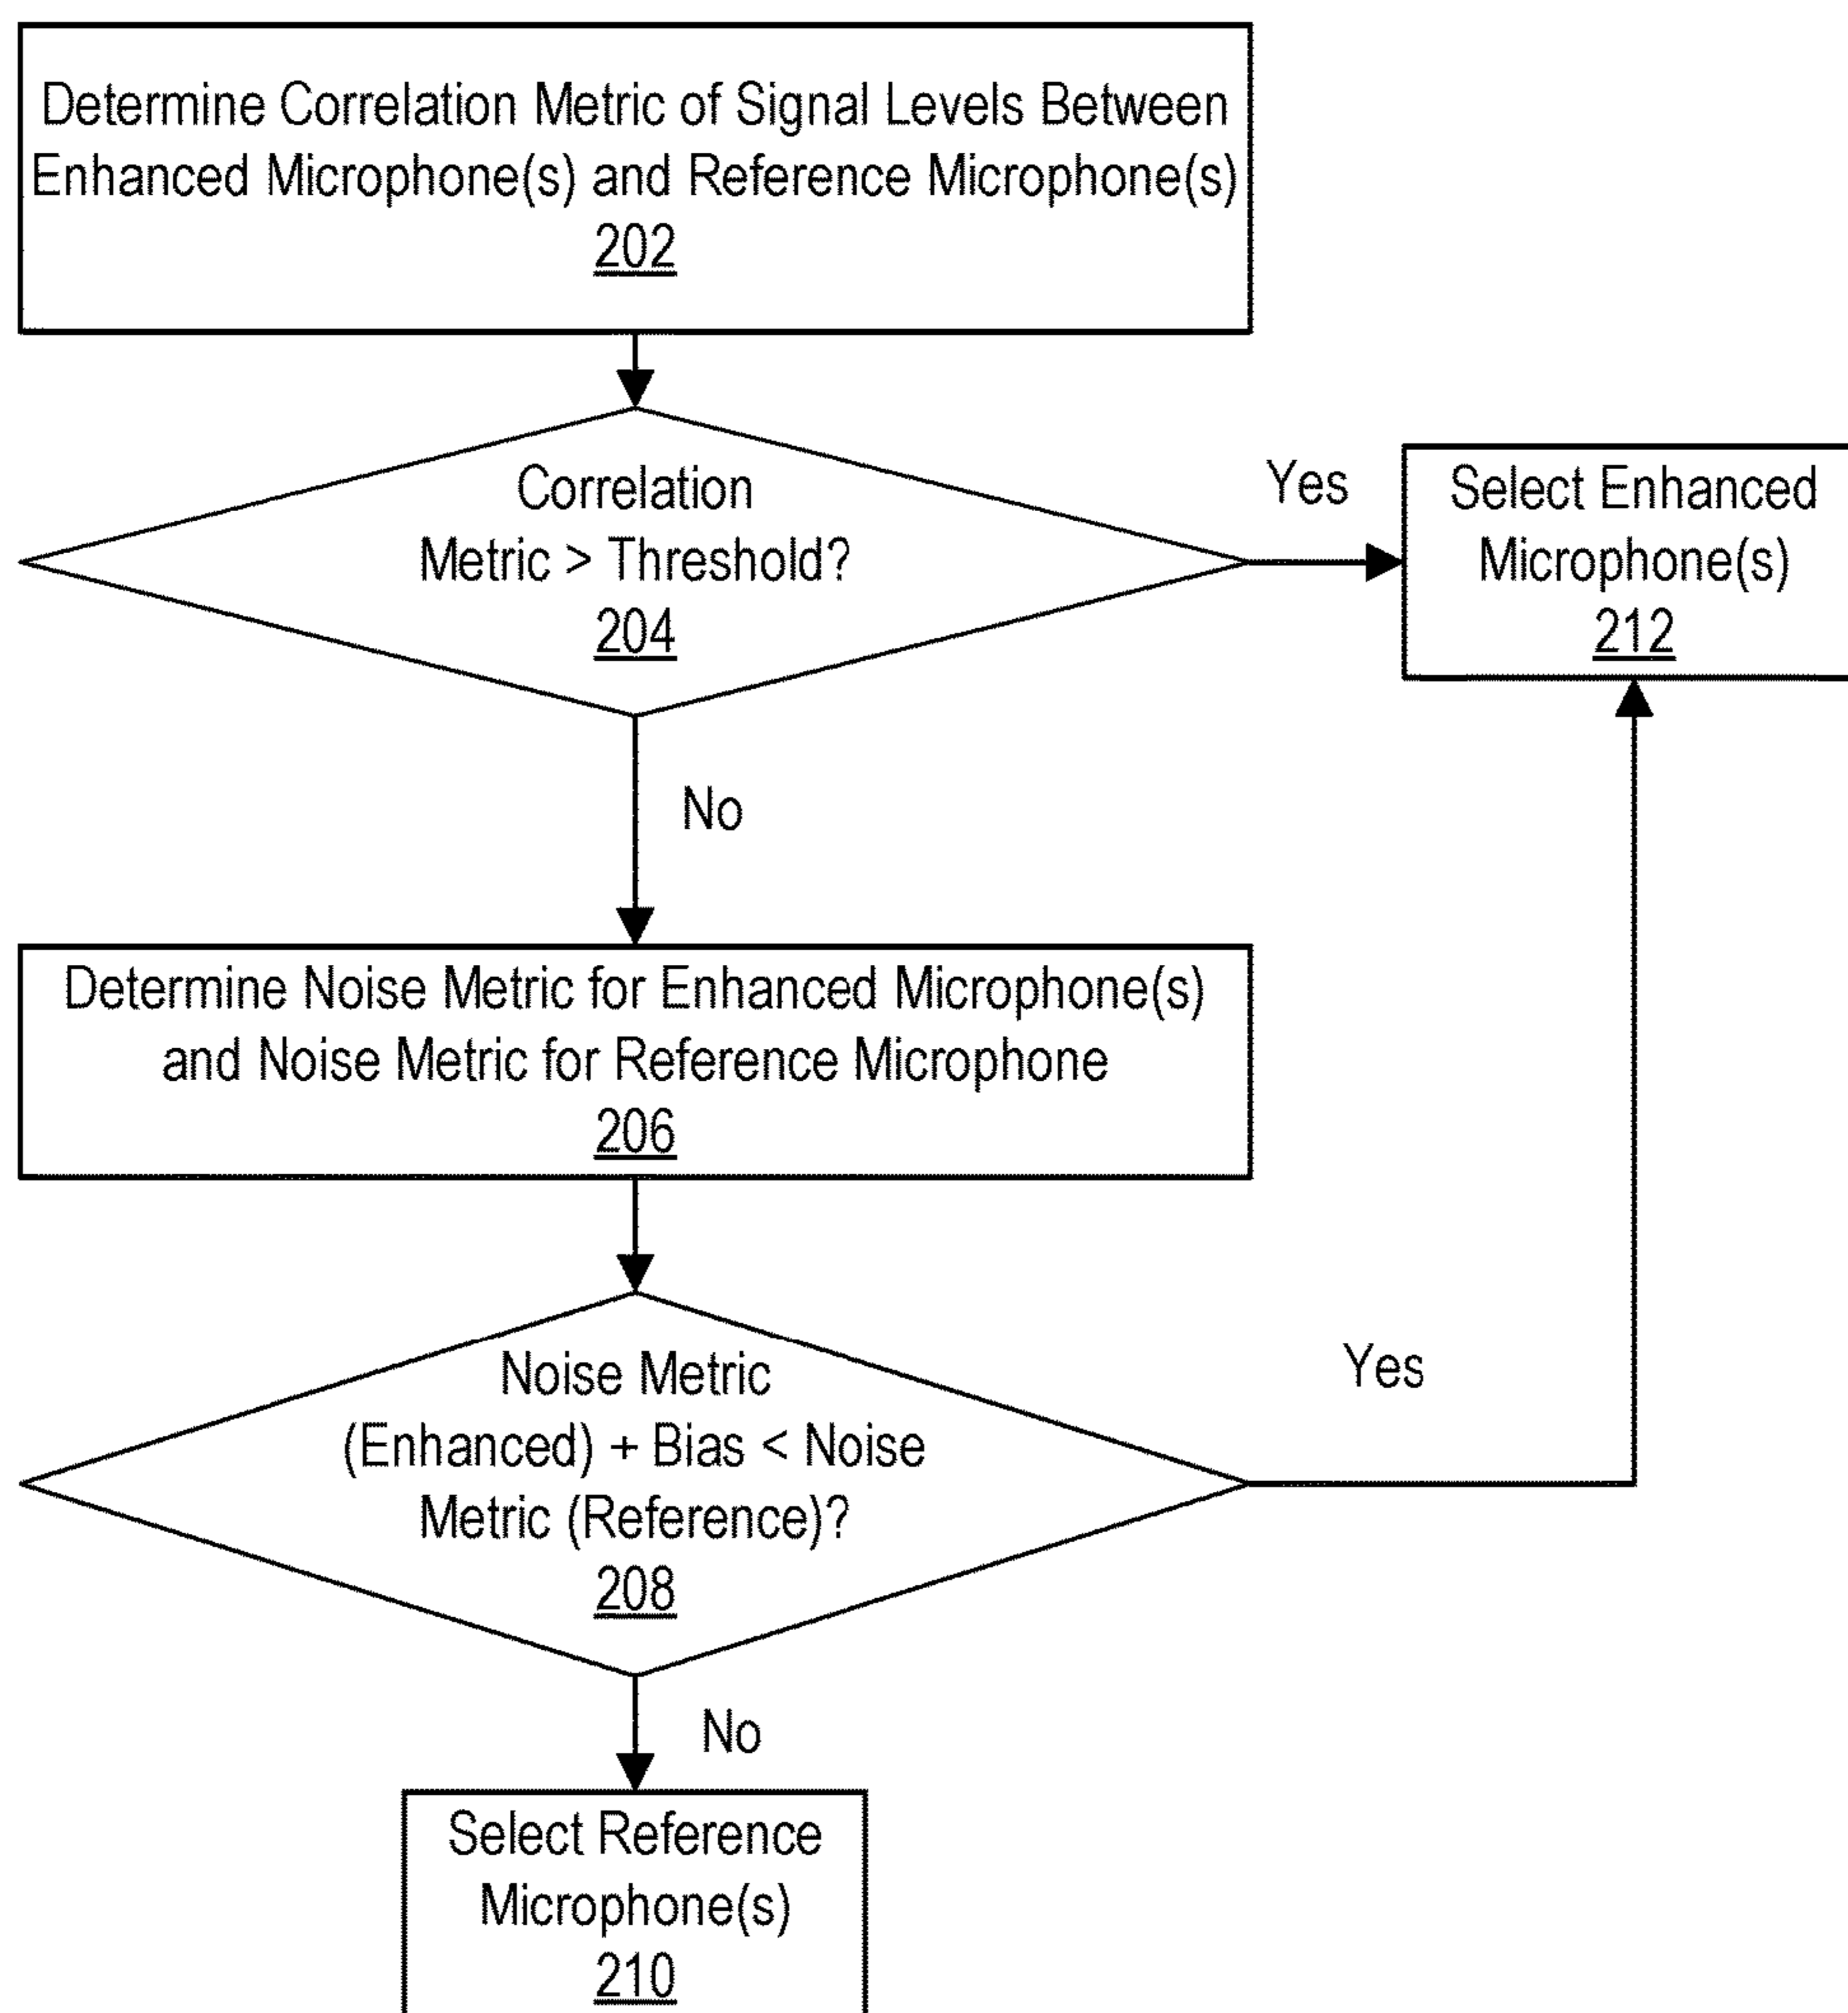 Determine Correlation Metric of Signal Levels Between
Enhanced Microphone(s) and Reference Microphone(s)
202
Correlation
Metric > Threshold?
204
Yes
Select Enhanced
Microphone(s)
212
No
Determine Noise Metric for Enhanced Microphone(s)
and Noise Metric for Reference Microphone
206
Noise Metric
(Enhanced) + Bias < Noise
Metric (Reference)?
208
Yes
No
Select Reference
Microphone(s)
210